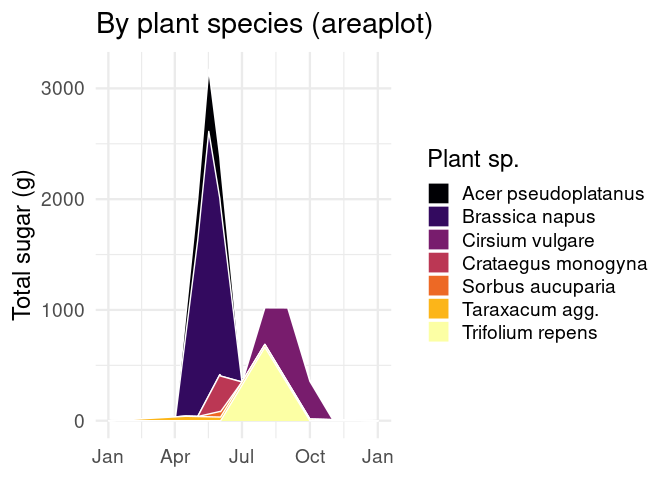 By plant species (areaplot)
Total sugar (g)
3000
2000
1000
0
Jan Apr Jul Oct Jan
Plant sp.
Acer pseudoplatanus
Brassica napus
Cirsium vulgare
Crataegus monogyna
Sorbus aucuparia
Taraxacum agg.
Trifolium repens